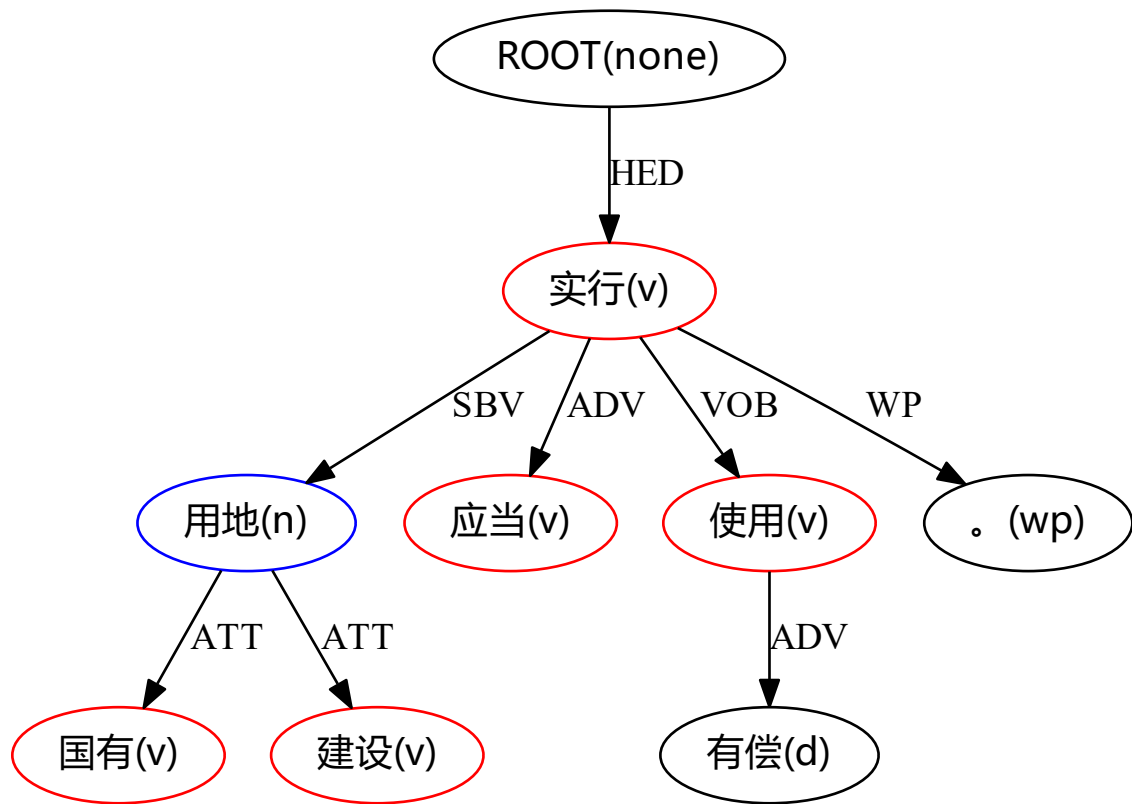 ROOT(none)
HED
实行(v)
SBV ADV VOB WP
用地(n) 应当(v) 使用(v) 。(wp)
ATT ATT ADV
国有(v) 建设(v) 有偿(d)